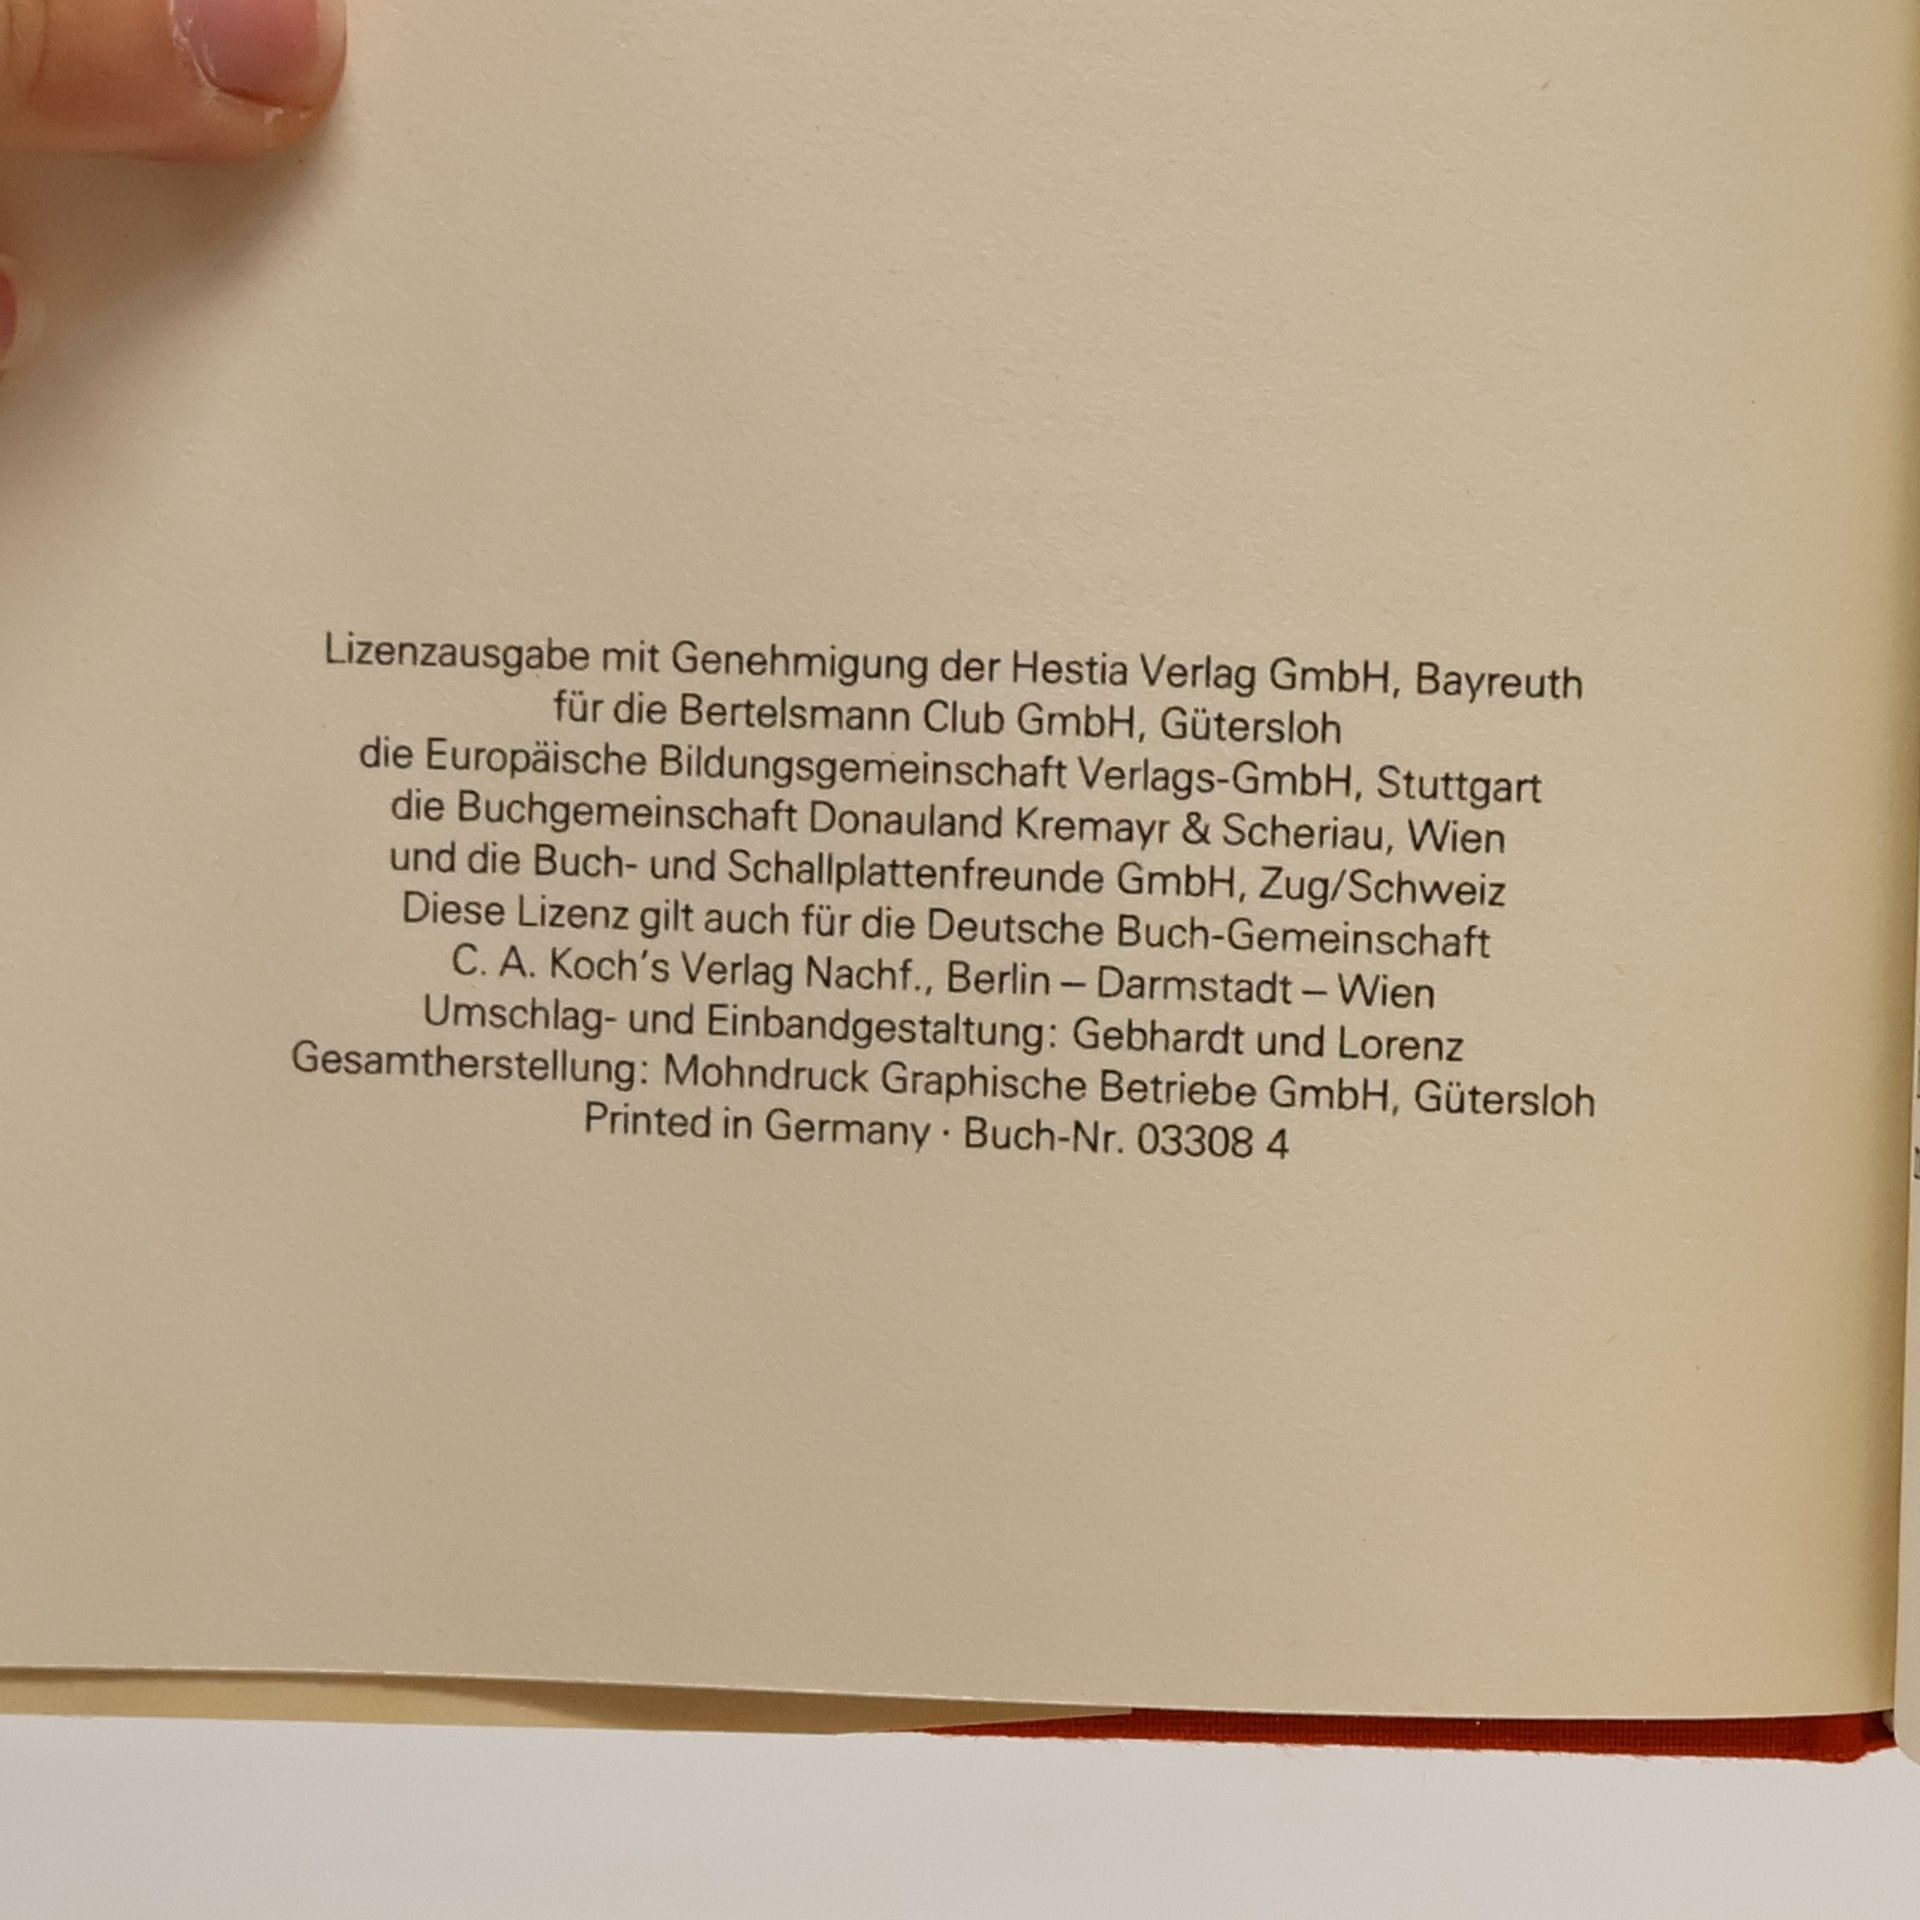 Lizenzausgabe mit Genehmigung der Hestia Verlag GmbH, Bayreuth
für die Bertelsmann Club GmbH, Gütersloh
die Europäische Bildungsgemeinschaft Verlags-GmbH, Stuttgart
die Buchgemeinschaft Donauland Kremayr & Scheriau, Wien
und die Buch- und Schallplattenfreunde GmbH, Zug/Schweiz
Diese Lizenz gilt auch für die Deutsche Buch-Gemeinschaft
C. A. Koch's Verlag Nachf., Berlin – Darmstadt – Wien
Umschlag- und Einbandgestaltung: Gebhardt und Lorenz
Gesamtherstellung: Mohndruck Graphische Betriebe GmbH, Gütersloh
Printed in Germany · Buch-Nr. 03308 4